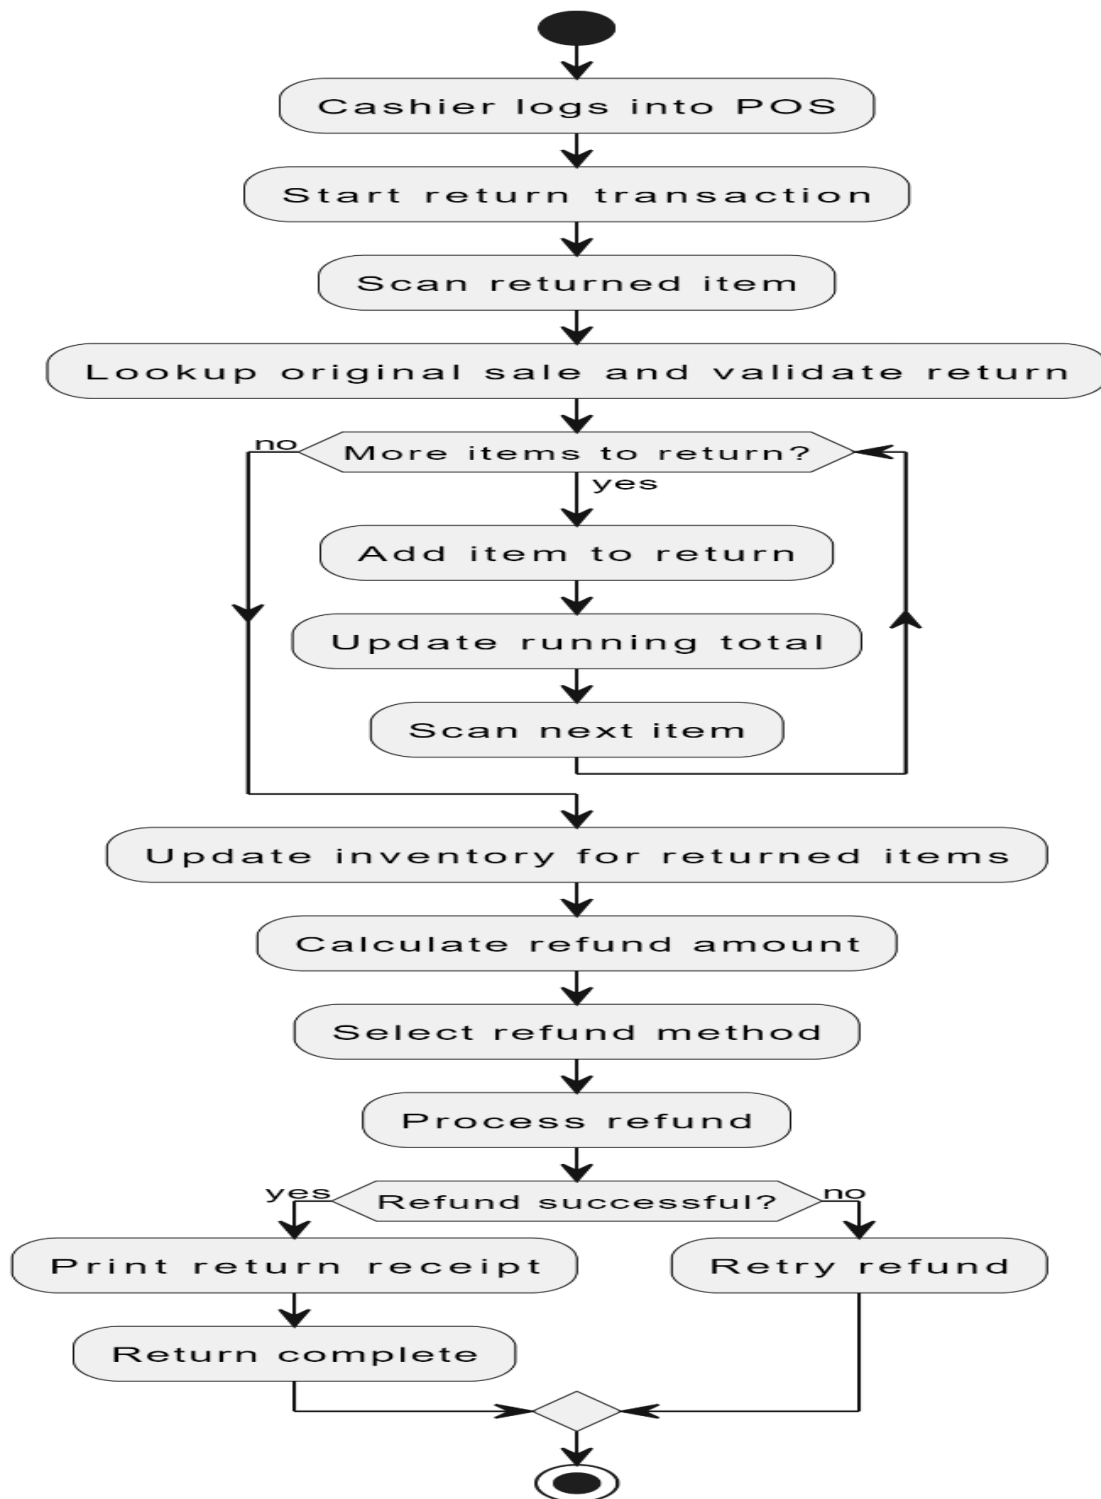 Cashier logs into POS
Start return transaction
Scan returned item
Lookup original sale and validate return
no
More items to return?
yes
Add item to return
Update running total
Scan next item
Update inventory for returned items
Calculate refund amount
Select refund method
Process refund
yes
Refund successful?
no
Print return receipt
Retry refund
Return complete